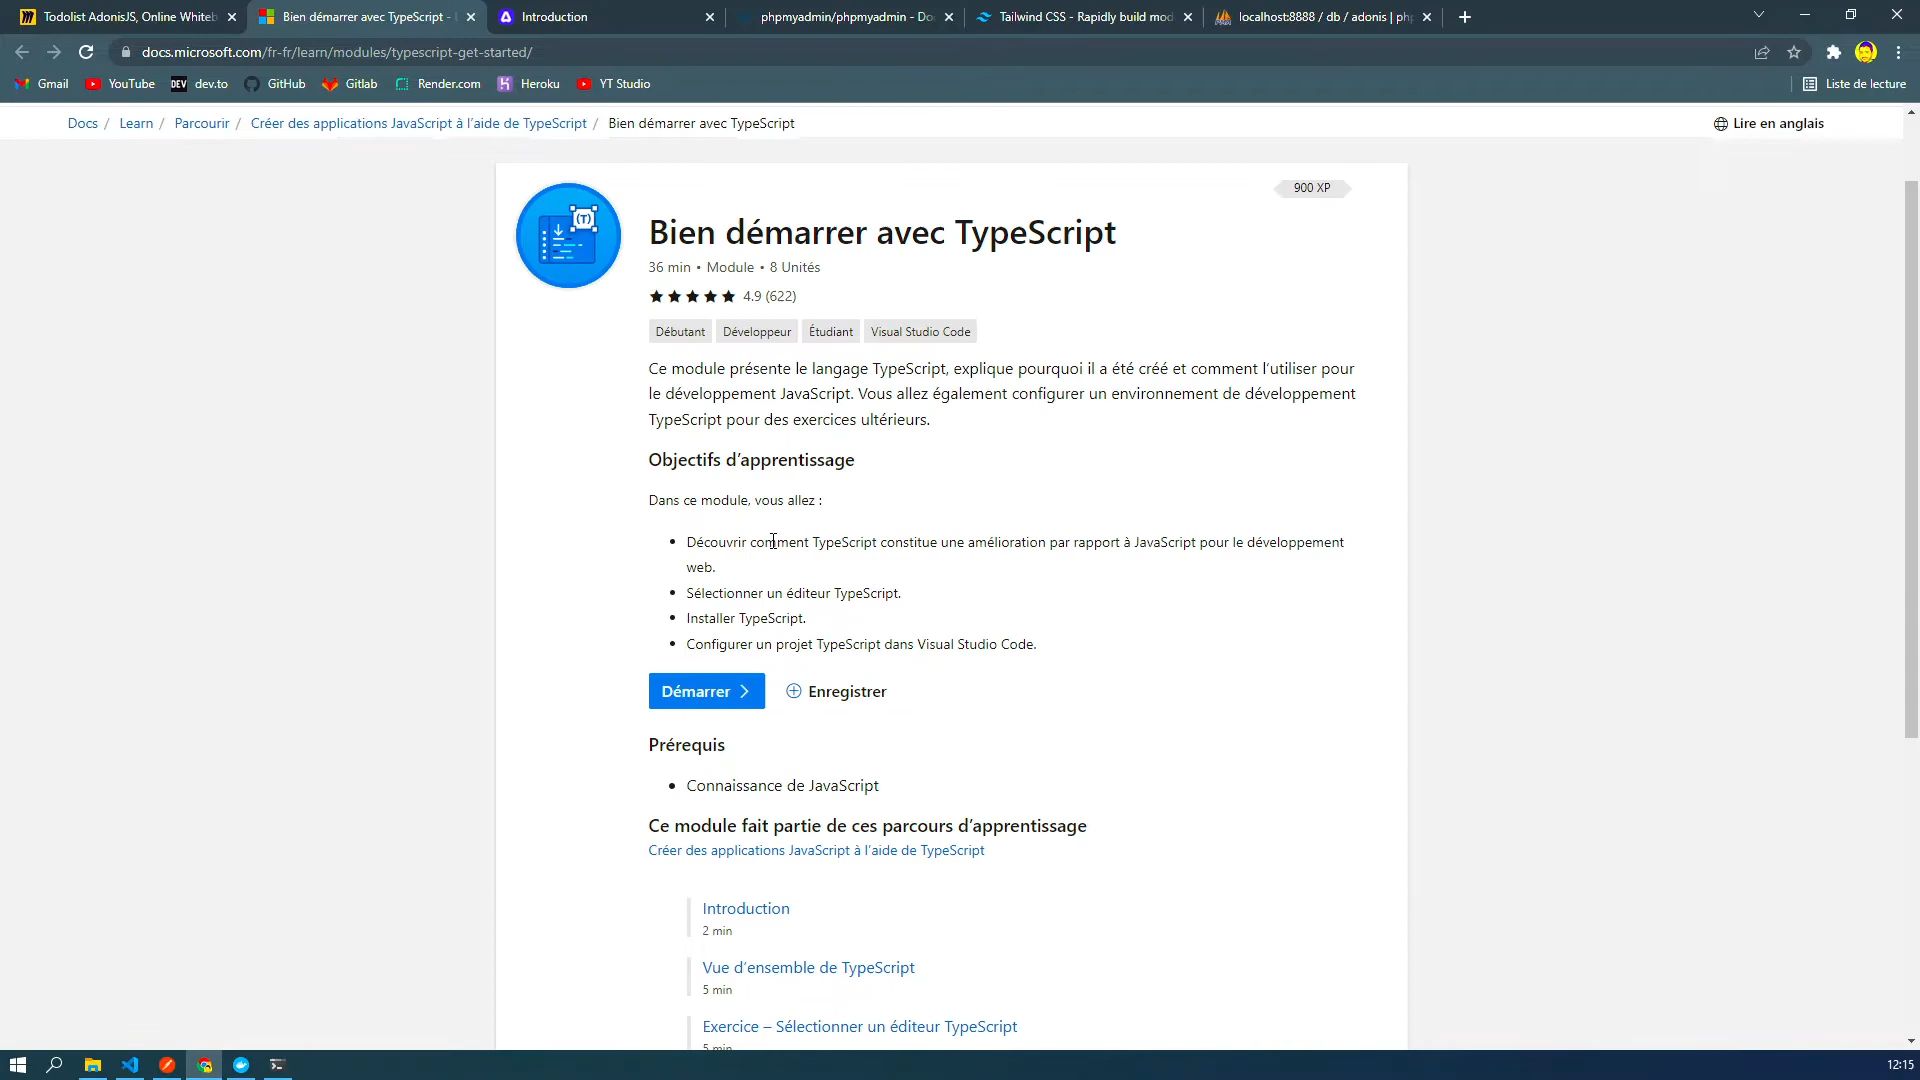 Todolist AdonisJS, Online Whiteb
Bien démarrer avec TypeScript - L
Introduction
phpmyadmin/phpmyadmin - Do
Tailwind CSS - Rapidly build mod
localhost:8888 / db / adonis | ph
docs.microsoft.com/fr-fr/learn/modules/typescript-get-started/
Gmail
YouTube
DEV dev.to
GitHub
Gitlab
Render.com
Heroku
YT Studio
Liste de lecture
Docs / Learn / Parcourir / Créer des applications JavaScript à l’aide de TypeScript / Bien démarrer avec TypeScript
Lire en anglais
900 XP
(T)
Bien démarrer avec TypeScript
36 min • Module • 8 Unités
4.9 (622)
Débutant
Développeur
Étudiant
Visual Studio Code
Ce module présente le langage TypeScript, explique pourquoi il a été créé et comment l’utiliser pour
le développement JavaScript. Vous allez également configurer un environnement de développement
TypeScript pour des exercices ultérieurs.
Objectifs d’apprentissage
Dans ce module, vous allez :
• Découvrir comment TypeScript constitue une amélioration par rapport à JavaScript pour le développement
web.
• Sélectionner un éditeur TypeScript.
• Installer TypeScript.
• Configurer un projet TypeScript dans Visual Studio Code.
Démarrer
Enregistrer
Prérequis
• Connaissance de JavaScript
Ce module fait partie de ces parcours d’apprentissage
Créer des applications JavaScript à l’aide de TypeScript
Introduction
2 min
Vue d’ensemble de TypeScript
5 min
Exercice – Sélectionner un éditeur TypeScript
5 min
12:15